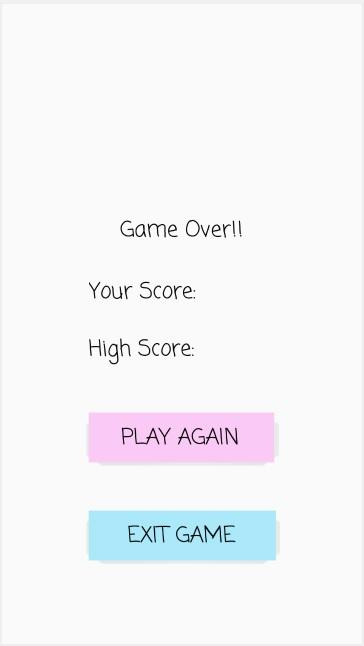 Game Over!!
Your Score:
High Score:
PLAY AGAIN
EXIT GAME